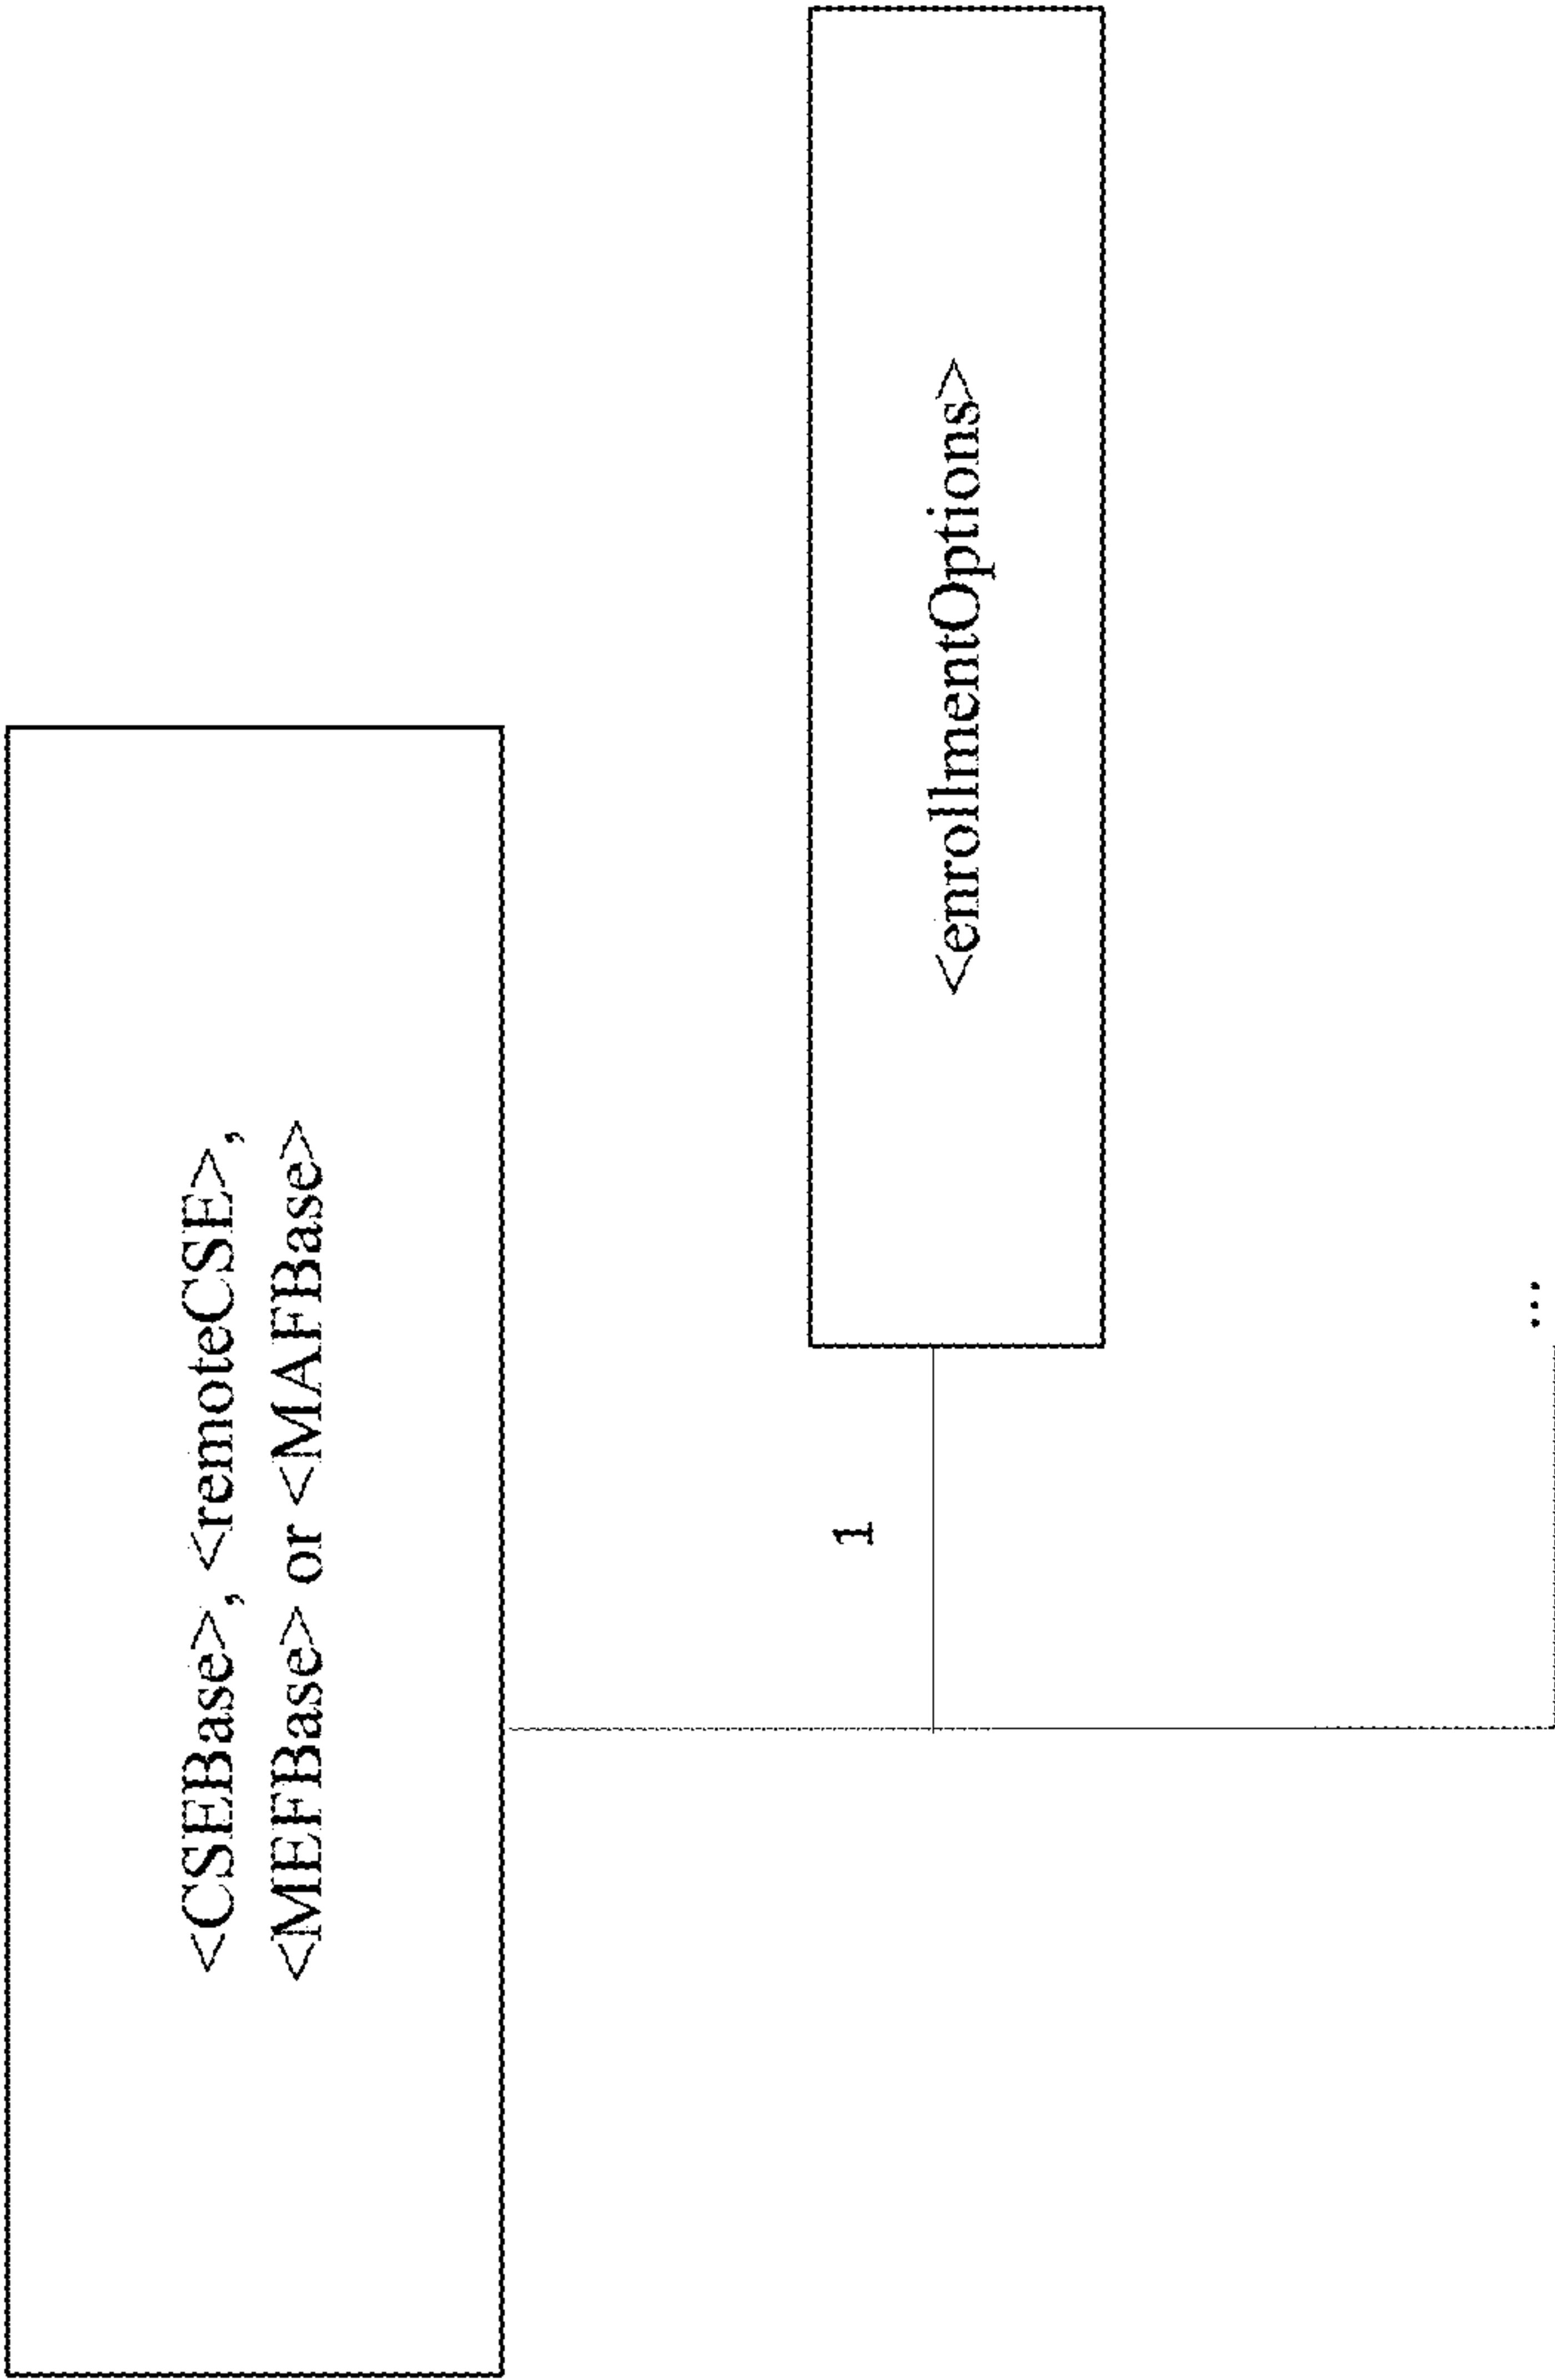 <CSEBase>, <remoteCSE>,
<MEFBase> or <MAFBase>
1
<enrollmentOptions>
...